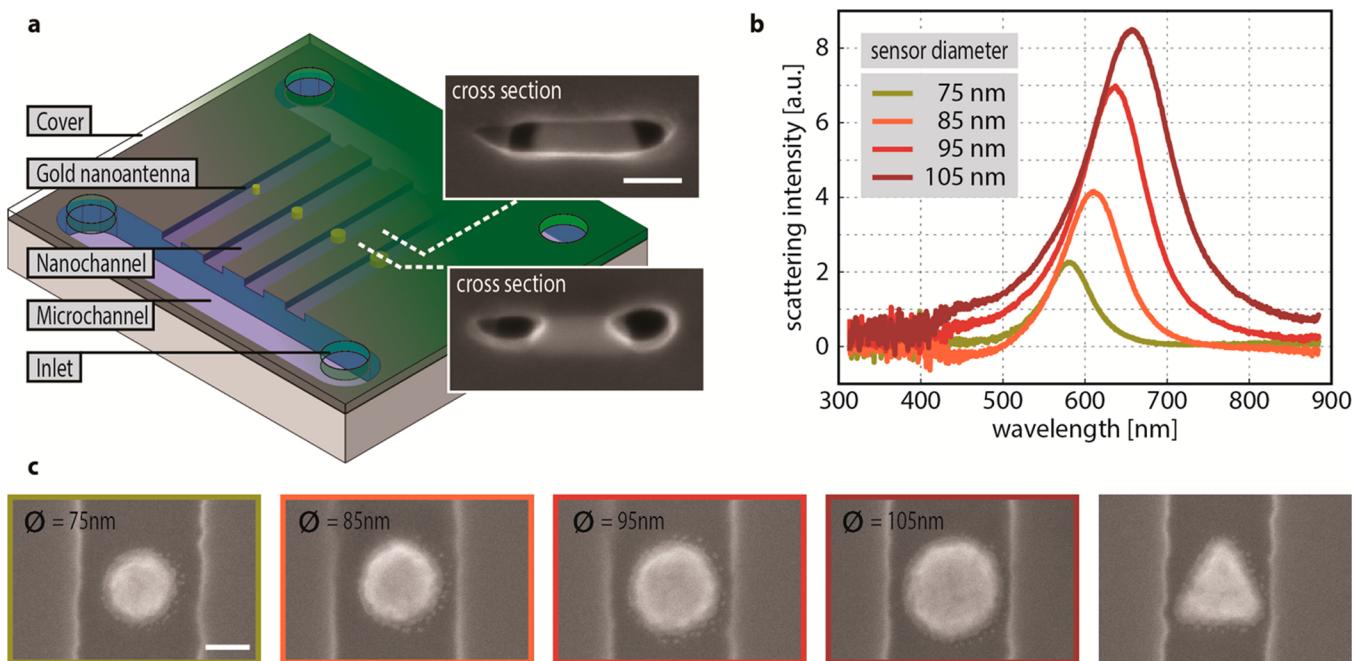 a
Cover
Gold nanoantenna
Nanochannel
Microchannel
Inlet
cross section
cross section
b
scattering intensity [a.u.]
8
6
4
2
0
sensor diameter
75 nm
85 nm
95 nm
105 nm
300 400 500 600 700 800 900
wavelength [nm]
c
Ø = 75nm
Ø = 85nm
Ø = 95nm
Ø = 105nm